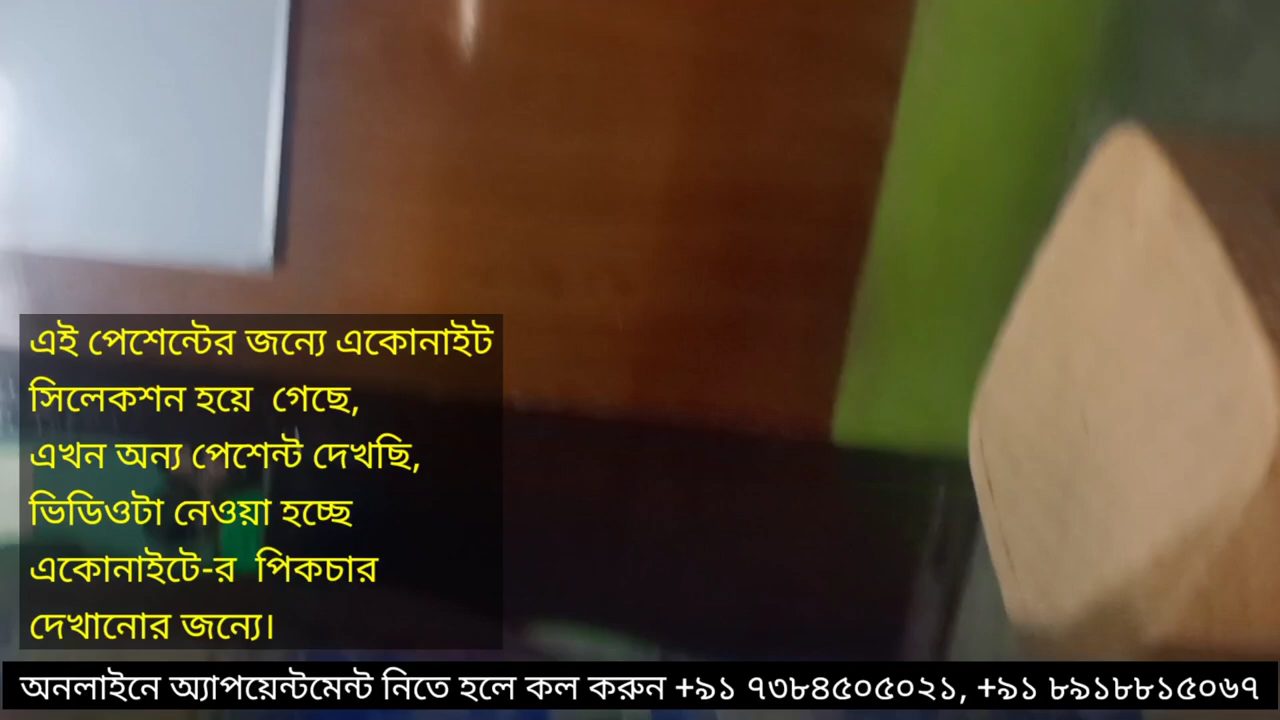 এই পেশেন্টের জন্যে একোনাইট
সিলেকশন হয়ে গেছে,
এখন অন্য পেশেন্ট দেখছি,
ভিডিওটা নেওয়া হচ্ছে
একোনাইটে-র পিকচার
দেখানোর জন্যে।
অনলাইনে অ্যাপয়েন্টমেন্ট নিতে হলে কল করুন +৯১ ৭৩৮৪৫০৫০২১, +৯১ ৮৯১৮৮১৫০৬৭